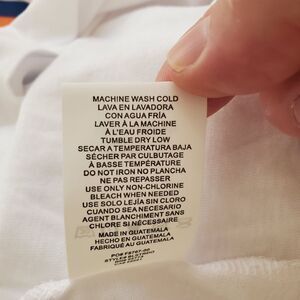 MACHINE WASH COLD
LAVA EN LAVADORA
CON AGUA FRÍA
LAVER À LA MACHINE
À L'EAU FROIDE
TUMBLE DRY LOW
SECAR A TEMPERATURA BAJA
SÉCHER PAR CULBUTAGE
À BASSE TEMPÉRATURE
DO NOT IRON NO PLANCHA
NE PAS REPASSER
USE ONLY NON-CHLORINE
BLEACH WHEN NEEDED
USE SOLO LEJÍA SIN CLORO
CUANDO SEA NECESARIO
AGENT BLANCHIMENT SANS
CHLORE SI NÉCESSAIRE
MADE IN GUATEMALA
HECHO EN GUATEMALA
FABRIQUÉ AU GUATEMALA